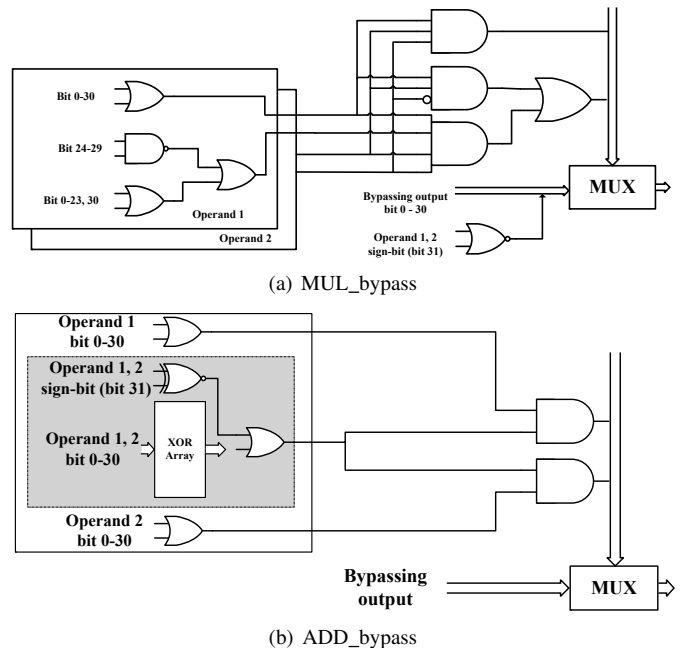 Bit 0-30
Bit 24-29
Bit 0-23, 30
Operand 1
Operand 2
Bypassing output
bit 0 - 30
Operand 1, 2
sign-bit (bit 31)
MUX
(a) MUL_bypass
Operand 1
bit 0-30
Operand 1, 2
sign-bit (bit 31)
Operand 1, 2
bit 0-30
XOR
Array
Operand 2
bit 0-30
Bypassing
output
MUX
(b) ADD_bypass